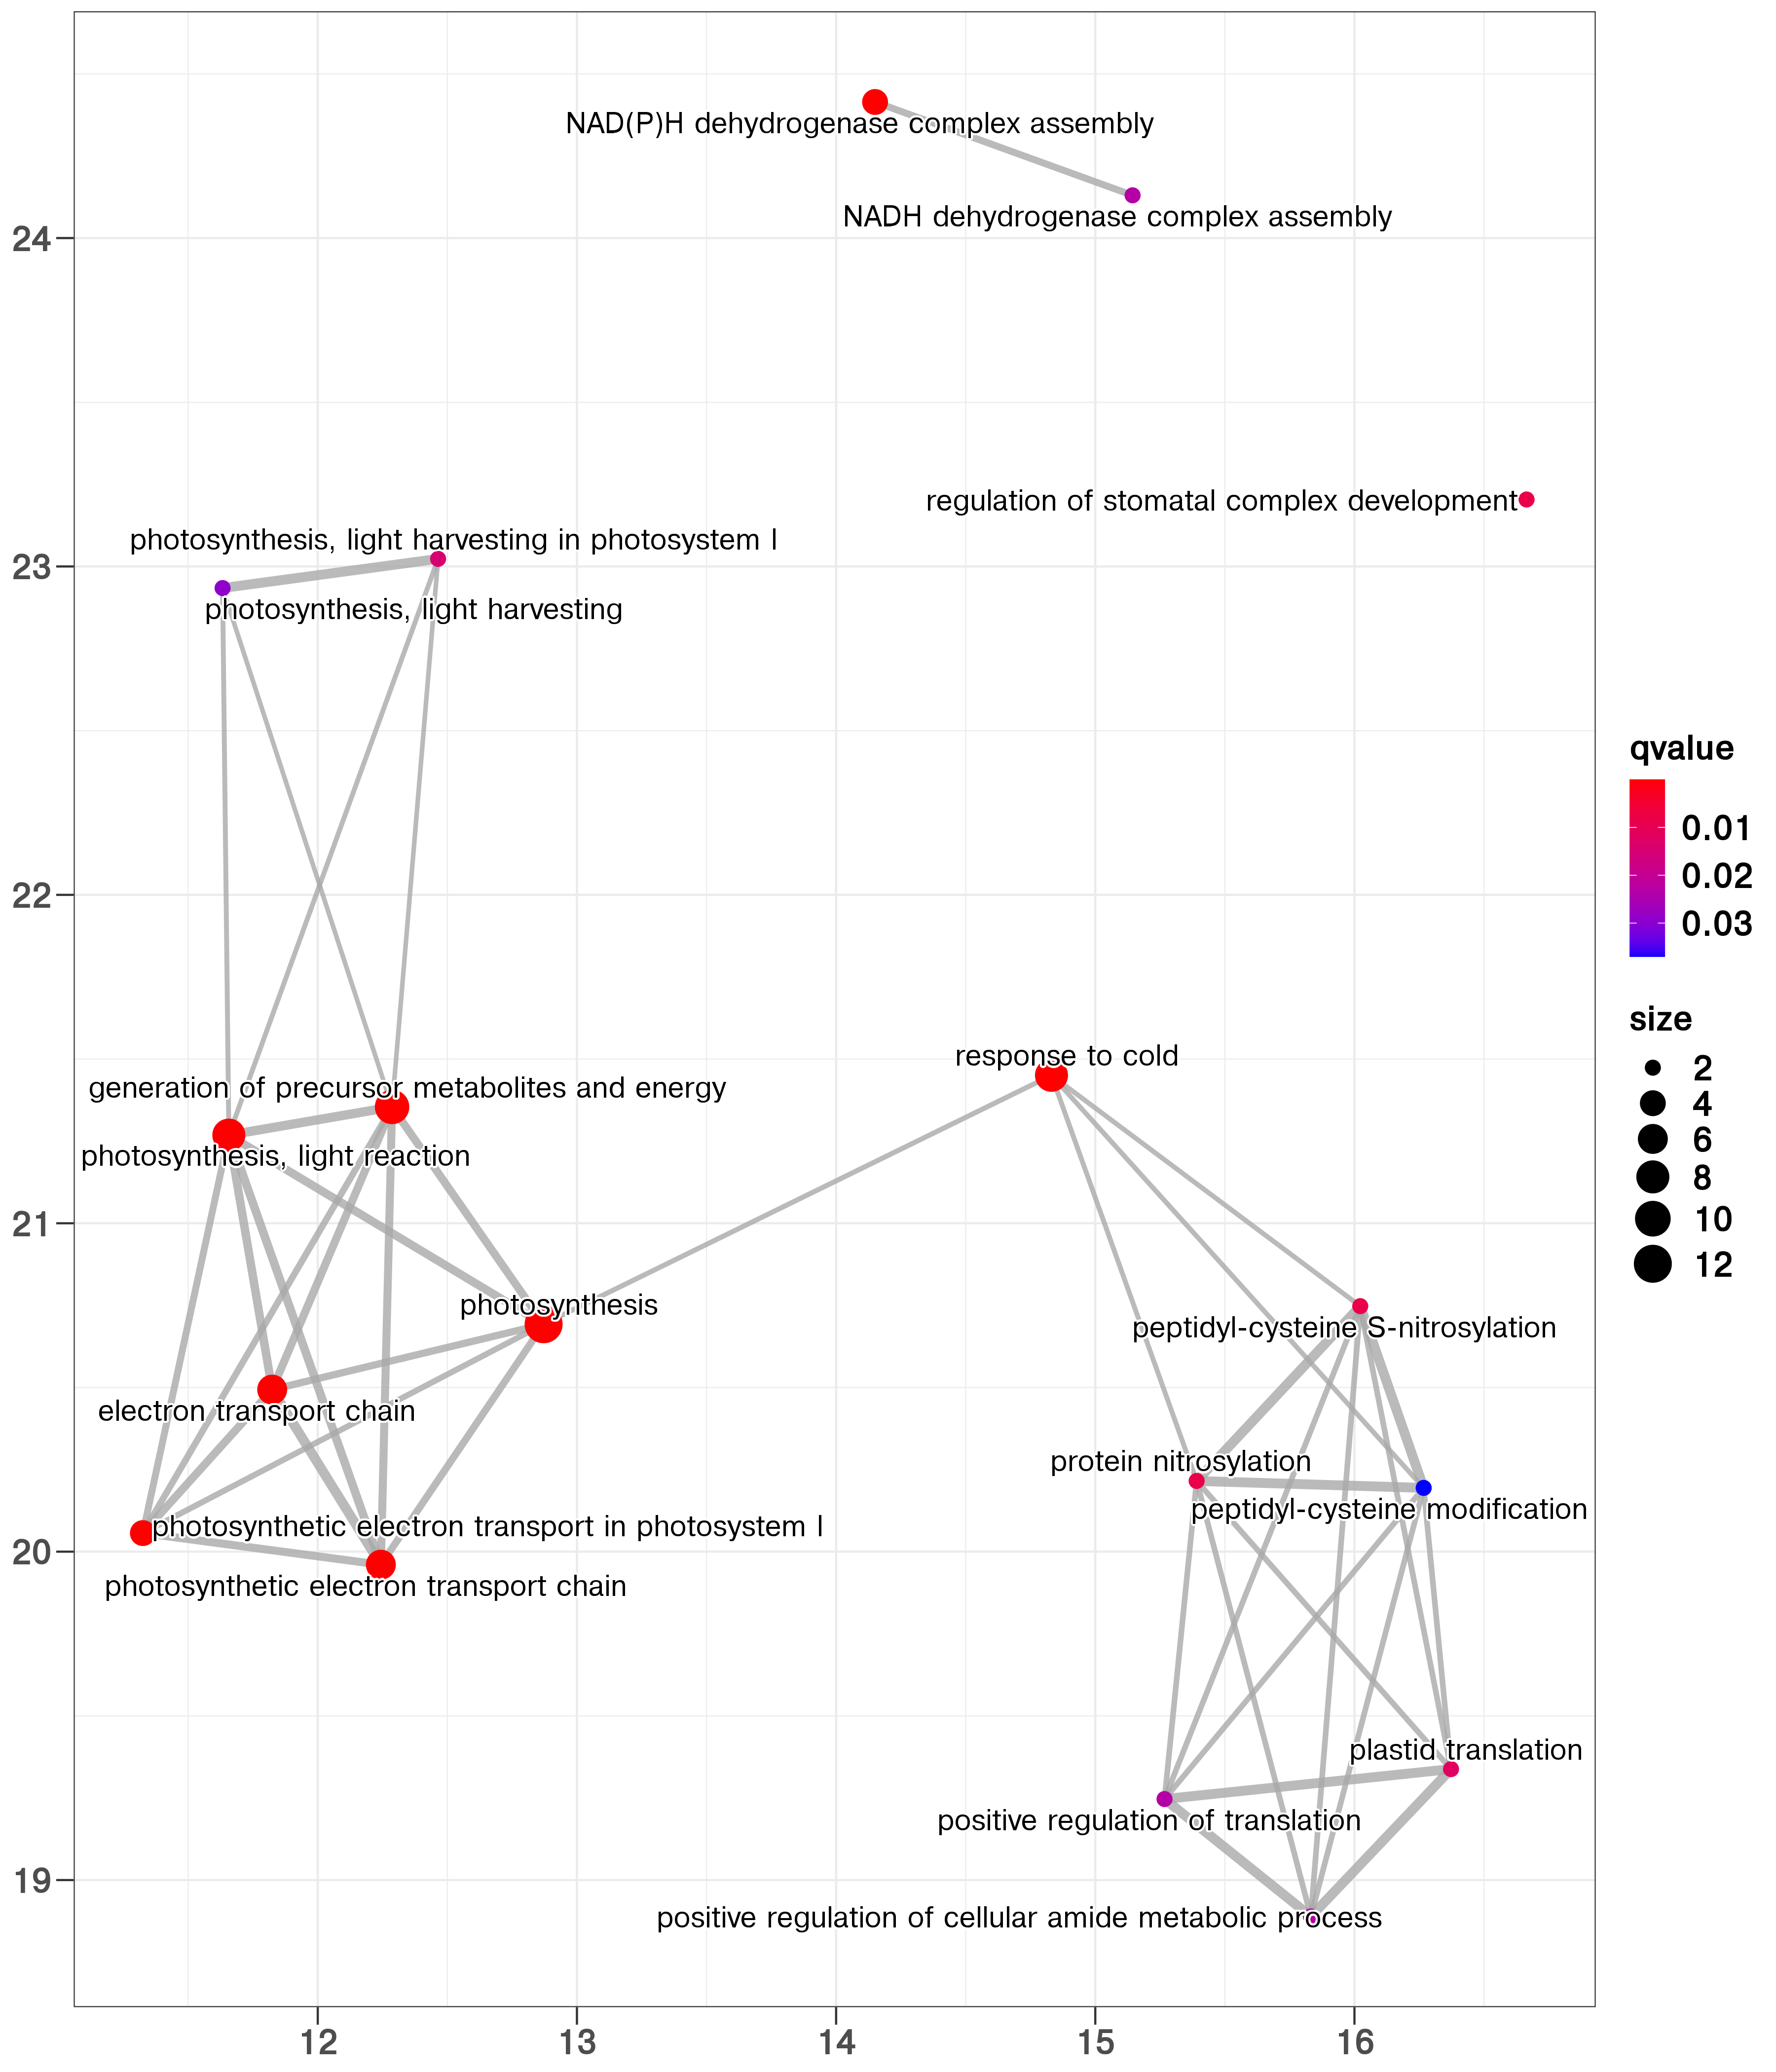 NAD(P)H dehydrogenase complex assembly
NADH dehydrogenase complex assembly
24
regulation of stomatal complex development
photosynthesis, light harvesting in photosystem I
23
photosynthesis, light harvesting
qvalue
0.01
0.02
0.03
22
size
2
4
6
8
10
12
response to cold
generation of precursor metabolites and energy
photosynthesis, light reaction
21
photosynthesis
peptidyl-cysteine S-nitrosylation
electron transport chain
protein nitrosylation
peptidyl-cysteine modification
photosynthetic electron transport in photosystem I
20
photosynthetic electron transport chain
plastid translation
positive regulation of translation
19
positive regulation of cellular amide metabolic process
12
13
14
15
16